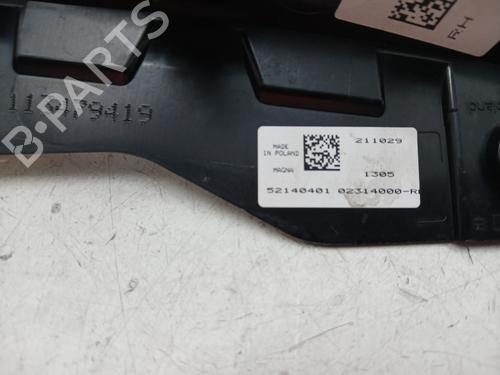 B-PARTS
RH
MADE
IN POLAND
211029
MAGNA
1305
52140401 02314000-R